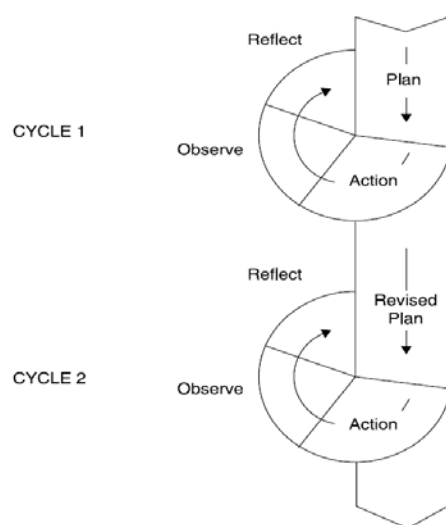 Reflect
Plan
CYCLE 1
Observe
Action
Reflect
Revised
Plan
CYCLE 2
Observe
Action